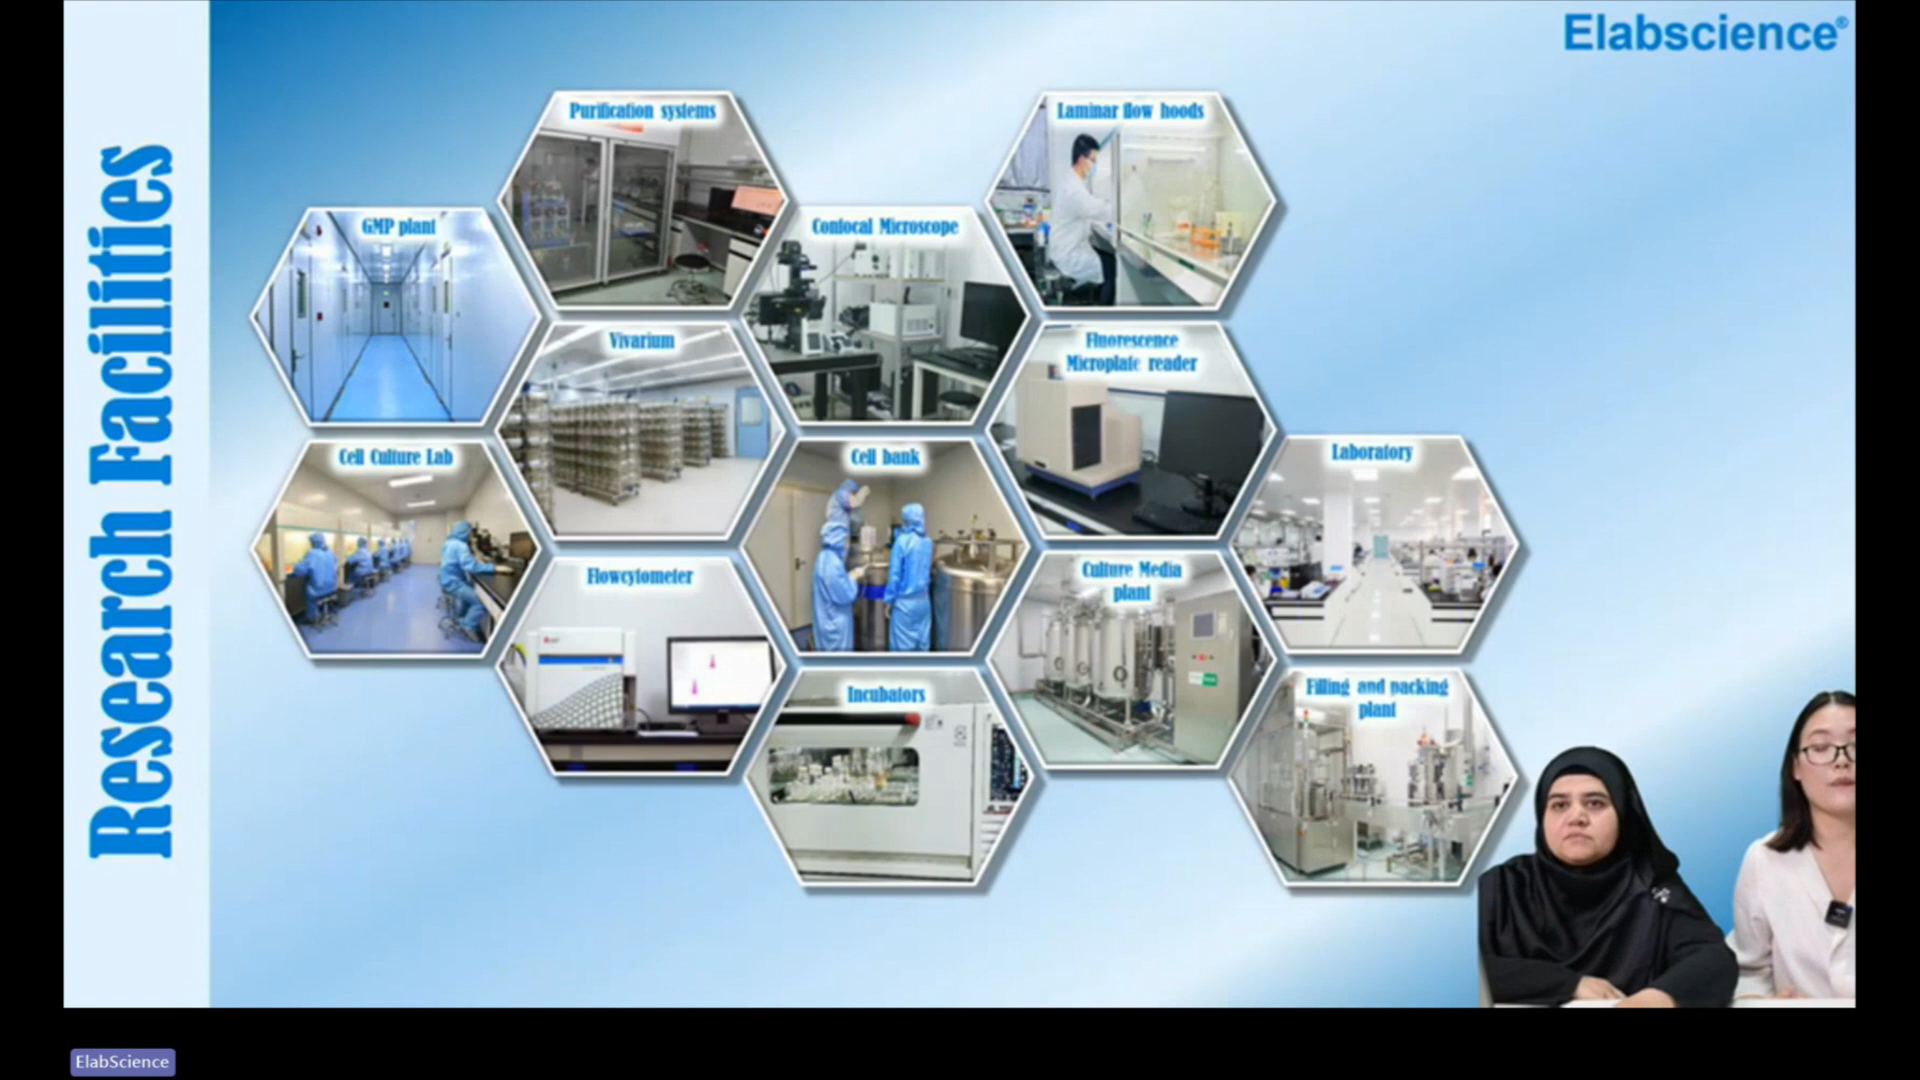 Elabscience®
Research Facilities
Purification systems
Laminar flow hoods
GMP plant
Confocal Microscope
Vivarium
Fluorescence
Microplate reader
Cell Culture Lab
Cell bank
Laboratory
Flowcytometer
Culture Media
plant
Incubators
Filling and packing
plant
ElabScience